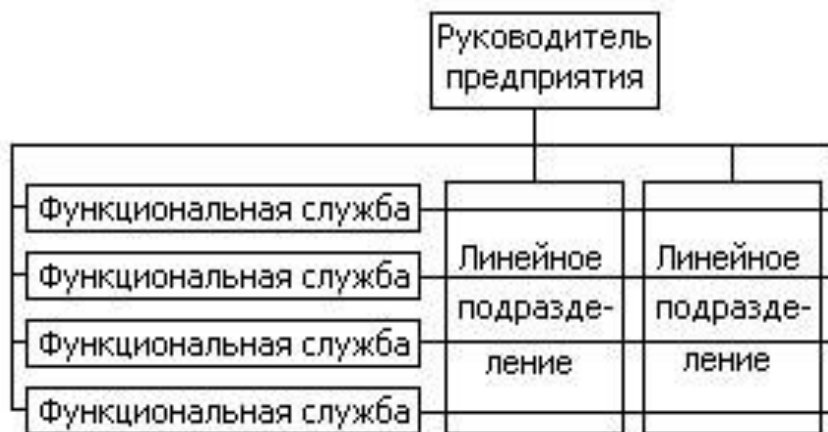 Руководитель
предприятия
Функциональная служба
Функциональная служба
Функциональная служба
Функциональная служба
Линейное
подразде-
ление
Линейное
подразде-
ление